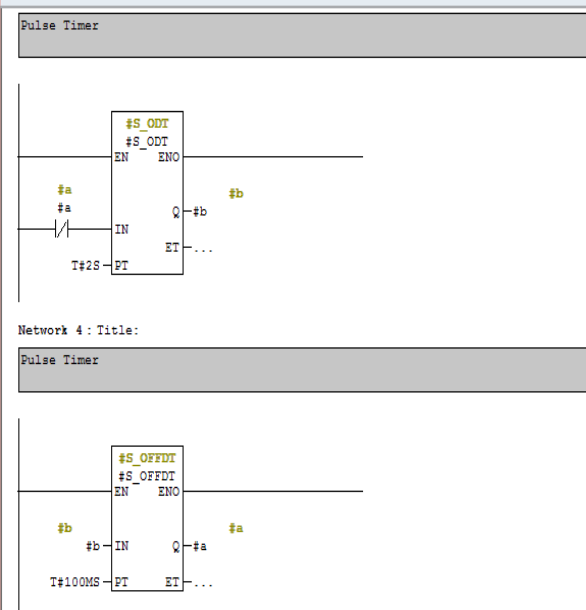 Pulse Timer
#S_ODT
#S_ODT
EN ENO
#a
#a
#b
Q #b
IN
ET ...
T#2S PT
Network 4 : Title:
Pulse Timer
#S_OFFDT
#S_OFFDT
EN ENO
#b
#a
#b IN Q #a
T#100MS PT ET ...